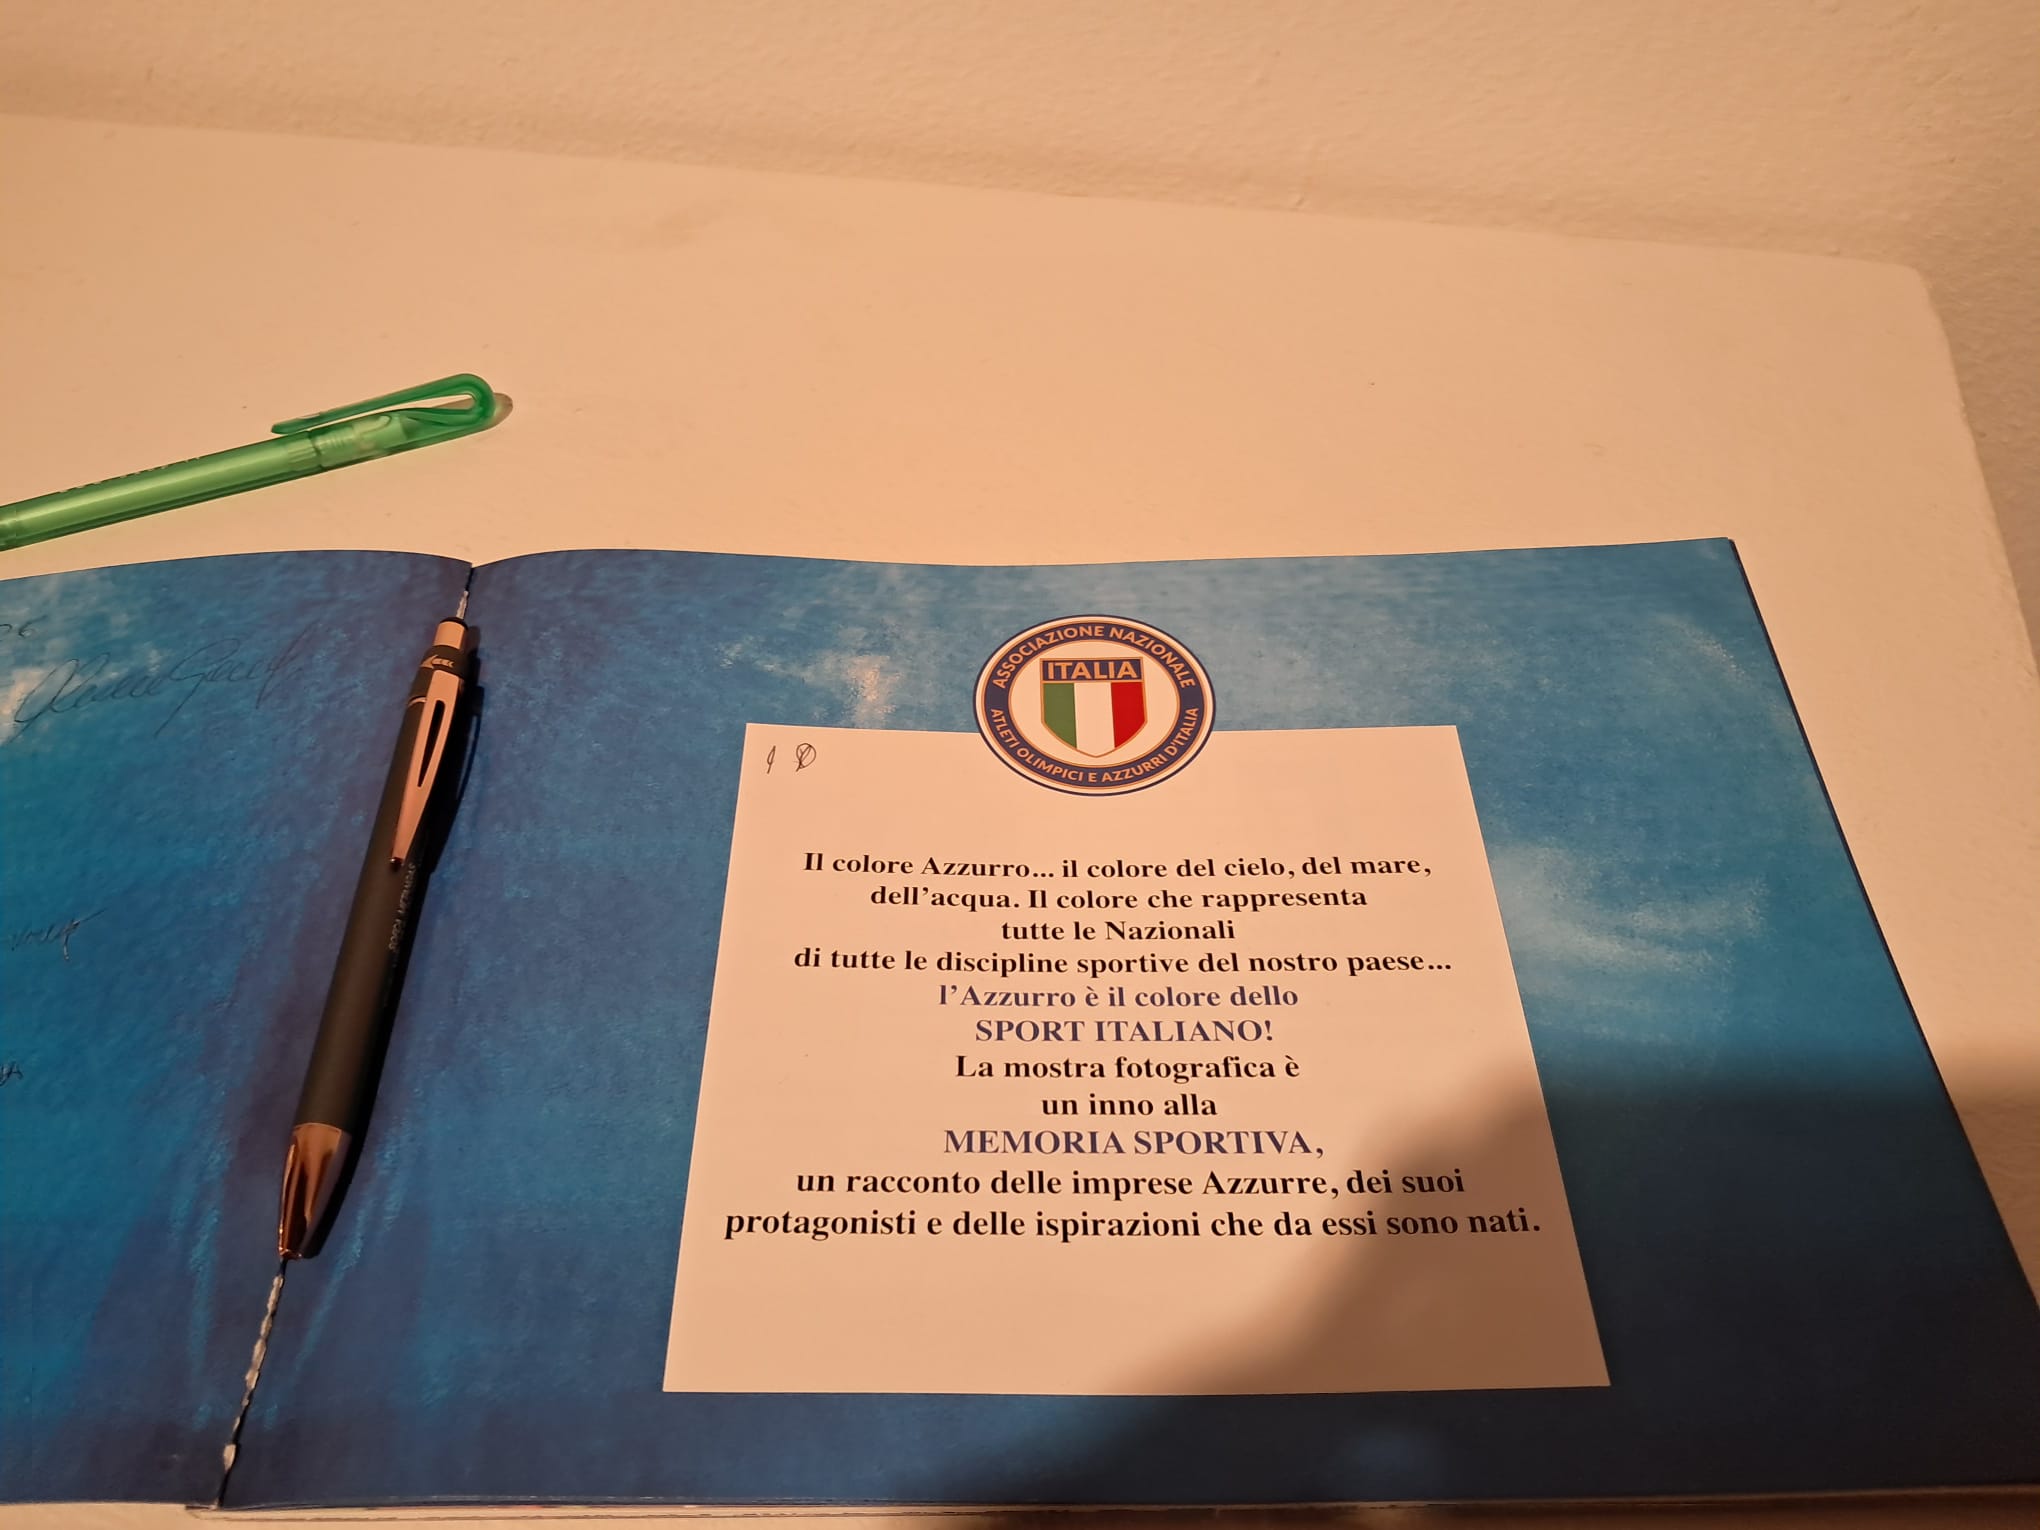 ASSOCIAZIONE NAZIONALE
ITALIA
ATLETI OLIMPICI E AZZURRI D'ITALIA
Il colore Azzurro... il colore del cielo, del mare,
dell'acqua. Il colore che rappresenta
tutte le Nazionali
di tutte le discipline sportive del nostro paese...
l'Azzurro è il colore dello
SPORT ITALIANO!
La mostra fotografica è
un inno alla
MEMORIA SPORTIVA,
un racconto delle imprese Azzurre, dei suoi
protagonisti e delle ispirazioni che da essi sono nati.